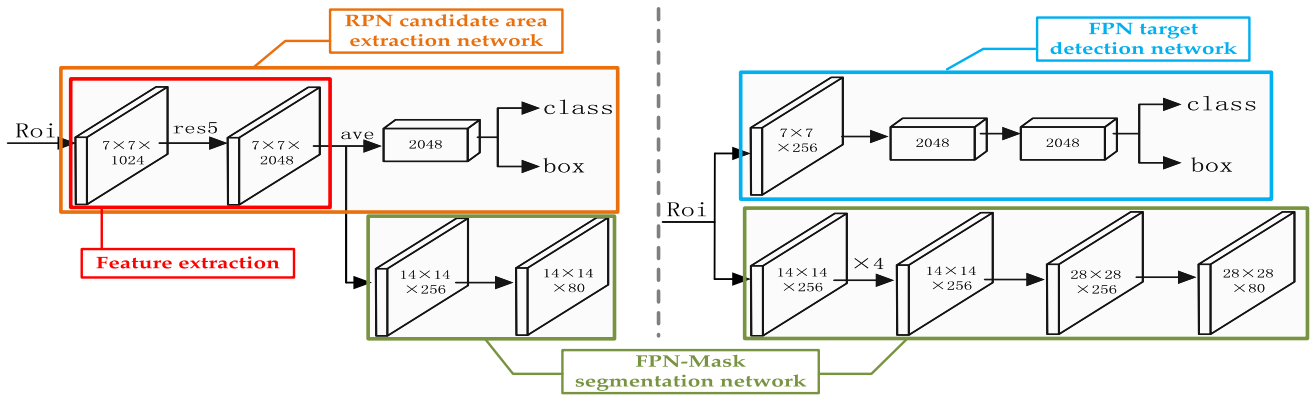 RPN candidate area
extraction network
Roi
7×7×
1024
res5
7×7×
2048
ave
2048
class
box
Feature extraction
14×14
×256
14×14
×80
FPN target
detection network
Roi
7×7
×256
2048
2048
class
box
14×14
×256
×4
14×14
×256
28×28
×256
28×28
×80
FPN-Mask
segmentation network